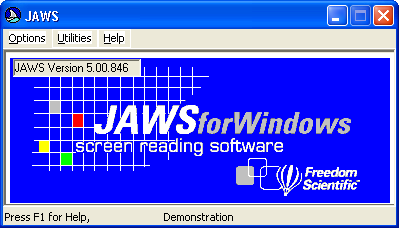 JAWS
Options Utilities Help
JAWS Version 5.00.846
JAWSforWindows
screen reading software
Freedom
Scientific™
Press F1 for Help, Demonstration